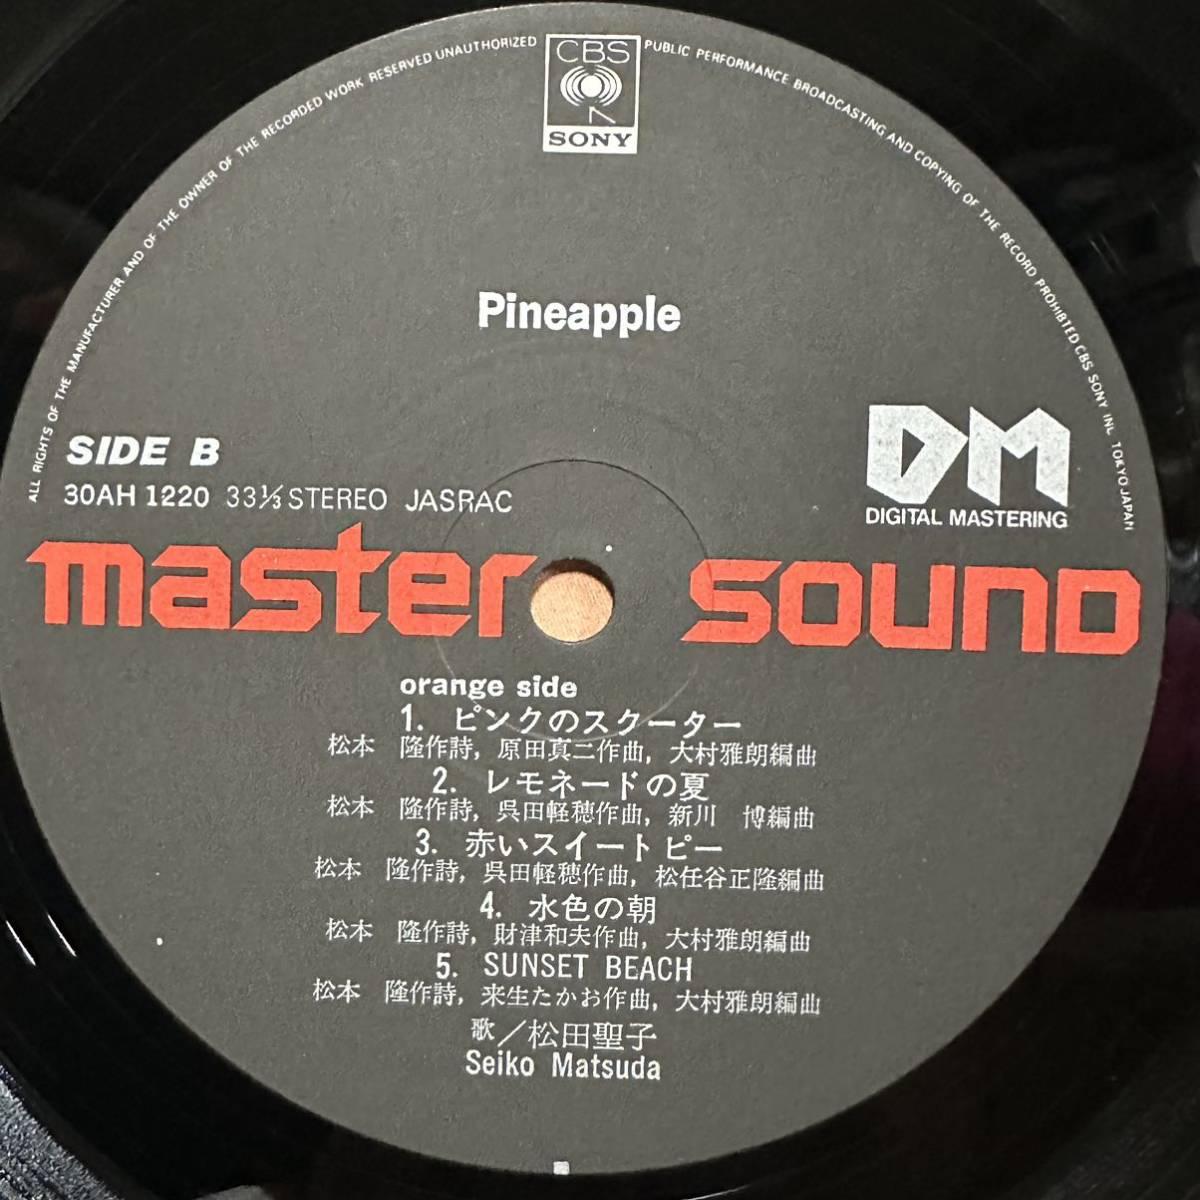 ALL RIGHTS OF THE MANUFACTURER AND OF THE OWNER OF THE RECORDED WORK RESERVED UNAUTHORIZED PUBLIC PERFORMANCE BROADCASTING AND COPYING OF THE RECORD PROHIBITED CBS SONY INC. TOKYO JAPAN
CBS
SONY
Pineapple
SIDE B
30AH 1220 33⅓ STEREO JASRAC
DM
DIGITAL MASTERING
master sound
orange side
1. ピンクのスクーター
松本 隆作詩, 原田真二作曲, 大村雅朗編曲
2. レモネードの夏
松本 隆作詩, 呉田軽穂作曲, 新川 博編曲
3. 赤いスイートピー
松本 隆作詩, 呉田軽穂作曲, 松任谷正隆編曲
4. 水色の朝
松本 隆作詩, 財津和夫作曲, 大村雅朗編曲
5. SUNSET BEACH
松本 隆作詩, 来生たかお作曲, 大村雅朗編曲
歌／松田聖子
Seiko Matsuda